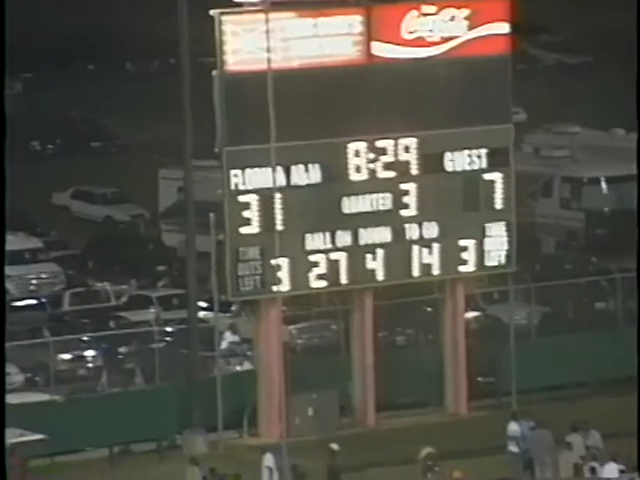 Coca-Cola
FLORIDA A&M 8:29 GUEST
31 QUARTER 3 7
TIME OUTS LEFT BALL ON DOWN TO GO TIME OUTS LEFT
3 27 4 14 3